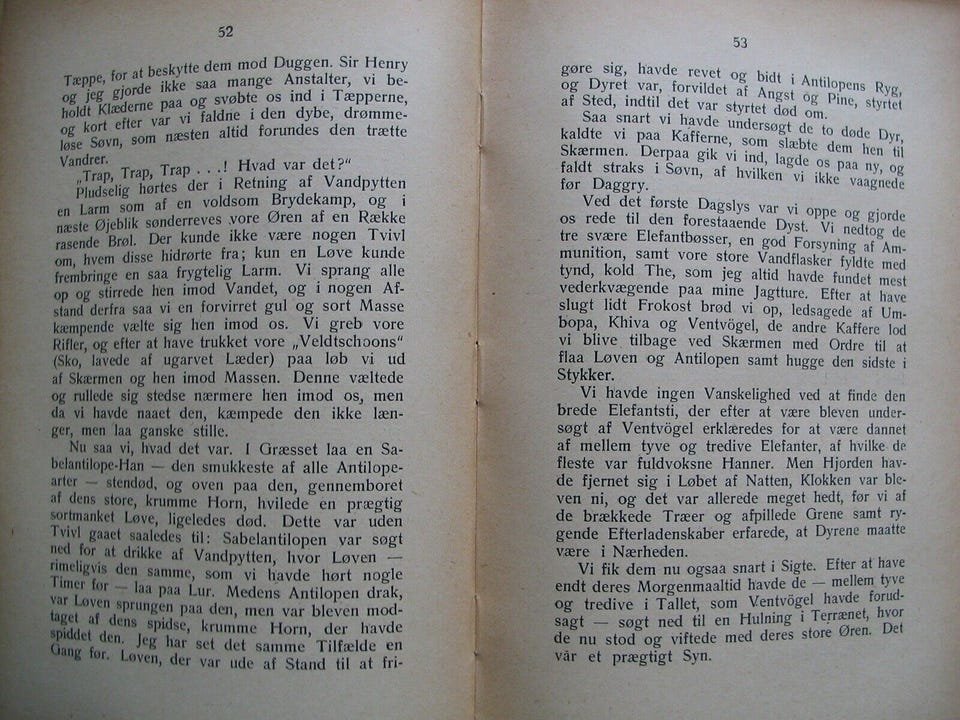 52
Tæppe, for at beskytte dem mod Duggen. Sir Henry
og jeg gjorde ikke saa mange Anstalter, vi be-
holdt Klæderne paa og svøbte os ind i Tæpperne,
og kort efter var vi faldne i den dybe, drømme-
løse Søvn, som næsten altid forundes den trætte
Vandrer.
„Trap, Trap, Trap . . .! Hvad var det?"
Pludselig hørtes der i Retning af Vandpytten
en Larm som af en voldsom Brydekamp, og i
næste Øjeblik sønderreves vore Øren af en Række
rasende Brøl. Der kunde ikke være nogen Tvivl
om, hvem disse hidrørte fra; kun en Løve kunde
frembringe en saa frygtelig Larm. Vi sprang alle
op og stirrede hen imod Vandet, og i nogen Af-
stand derfra saa vi en forvirret gul og sort Masse
kæmpende vælte sig hen imod os. Vi greb vore
Rifler, og efter at have trukket vore „Veldtschoons"
(Sko, lavede af ugarvet Læder) paa løb vi ud
af Skærmen og hen imod Massen. Denne væltede
og rullede sig stedse nærmere hen imod os, men
da vi havde naaet den, kæmpede den ikke læn-
ger, men laa ganske stille.
Nu saa vi, hvad det var. I Græsset laa en Sa-
belantilope-Han — den smukkeste af alle Antilope-
arter — stendød, og oven paa den, gennemboret
af dens store, krumme Horn, hvilede en prægtig
sortmanket Løve, ligeledes død. Dette var uden
Tvivl gaaet saaledes til: Sabelantilopen var søgt
ned for at drikke af Vandpytten, hvor Løven —
rimeligvis den samme, som vi havde hørt nogle
Timer før — laa paa Lur. Medens Antilopen drak,
var Løven sprungen paa den, men var bleven mod-
taget af dens spidse, krumme Horn, der havde
spiddet den. Jeg har set det samme Tilfælde en
Gang før. Løven, der var ude af Stand til at fri-
53
gøre sig, havde revet og bidt i Antilopens Ryg,
og Dyret var, forvildet af Angst og Pine, styrtet
af Sted, indtil det var styrtet død om.
Saa snart vi havde undersøgt de to døde Dyr,
kaldte vi paa Kafferne, som slæbte dem hen til
Skærmen. Derpaa gik vi ind, lagde os paa ny, og
faldt straks i Søvn, af hvilken vi ikke vaagnede
før Daggry.
Ved det første Dagslys var vi oppe og gjorde
os rede til den forestaaende Dyst. Vi nedtog de
tre svære Elefantbøsser, en god Forsyning af Am-
munition, samt vore store Vandflasker fyldte med
tynd, kold The, som jeg altid havde fundet mest
vederkvægende paa mine Jagtture. Efter at have
slugt lidt Frokost brød vi op, ledsagede af Um-
bopa, Khiva og Ventvögel, de andre Kaffere lod
vi blive tilbage ved Skærmen med Ordre til at
flaa Løven og Antilopen samt hugge den sidste i
Stykker.
Vi havde ingen Vanskelighed ved at finde den
brede Elefantsti, der efter at være bleven under-
søgt af Ventvögel erklæredes for at være dannet
af mellem tyve og tredive Elefanter, af hvilke de
fleste var fuldvoksne Hanner. Men Hjorden hav-
de fjernet sig i Løbet af Natten, Klokken var ble-
ven ni, og det var allerede meget hedt, før vi af
de brækkede Træer og afpillede Grene samt ry-
gende Efterladenskaber erfarede, at Dyrene maatte
være i Nærheden.
Vi fik dem nu ogsaa snart i Sigte. Efter at have
endt deres Morgenmaaltid havde de — mellem tyve
og tredive i Tallet, som Ventvögel havde forud-
sagt — søgt ned til en Hulning i Terrænet, hvor
de nu stod og viftede med deres store Øren. Det
var et prægtigt Syn.